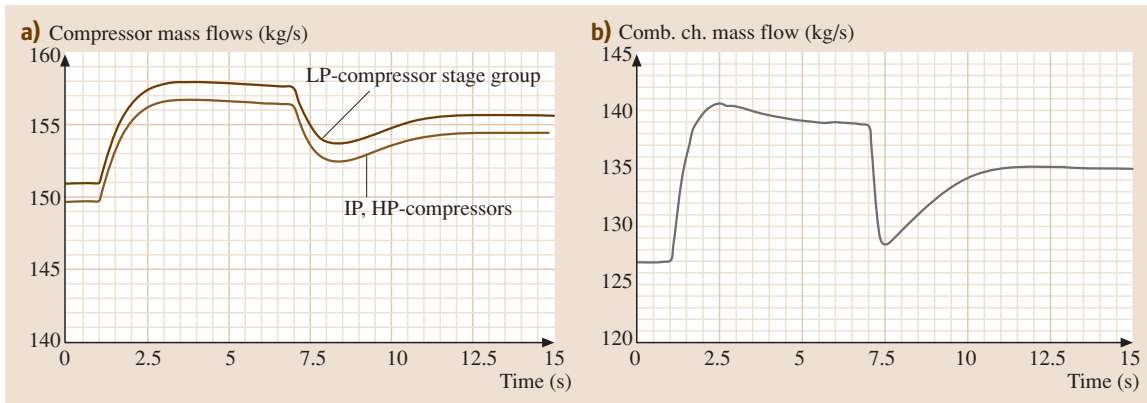 a) Compressor mass flows (kg/s)
160
155
150
145
140
0 2.5 5 7.5 10 12.5 15
Time (s)
LP-compressor stage group
IP, HP-compressors
b) Comb. ch. mass flow (kg/s)
145
140
135
130
125
120
0 2.5 5 7.5 10 12.5 15
Time (s)